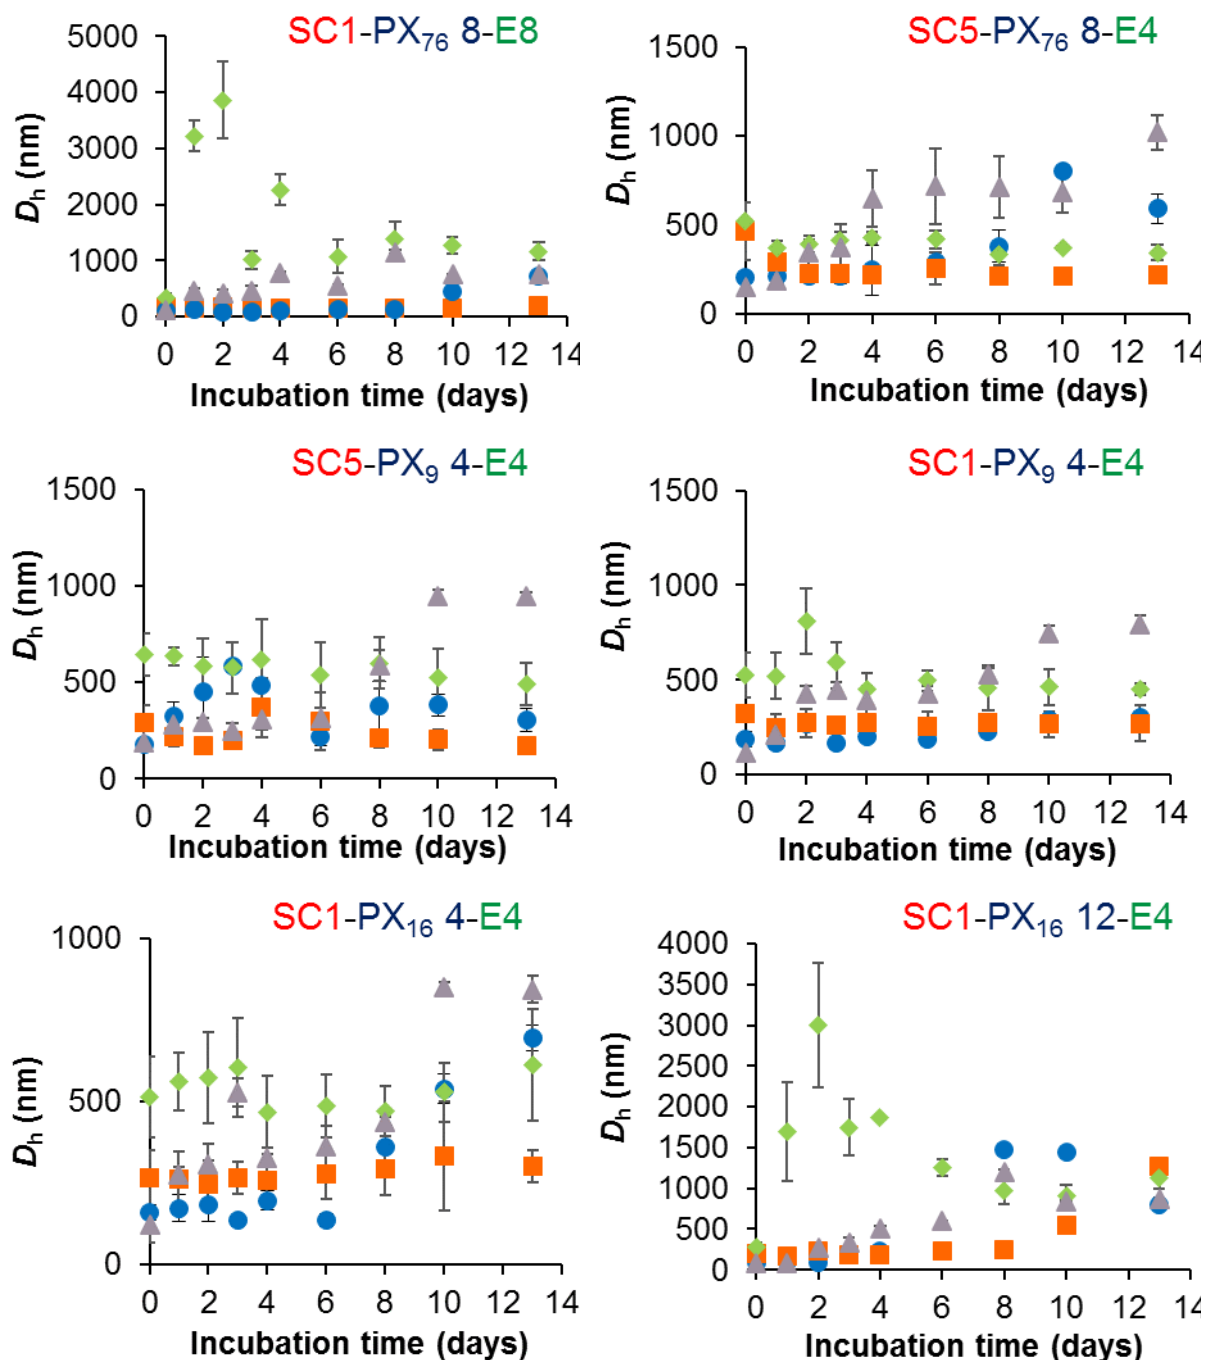 SC1-PX₇₆ 8-E8
5000
4000
3000
2000
1000
0
Dₕ (nm)
0 2 4 6 8 10 12 14
Incubation time (days)
SC5-PX₇₆ 8-E4
1500
1000
500
0
Dₕ (nm)
0 2 4 6 8 10 12 14
Incubation time (days)
SC5-PX₉ 4-E4
1500
1000
500
0
Dₕ (nm)
0 2 4 6 8 10 12 14
Incubation time (days)
SC1-PX₉ 4-E4
1500
1000
500
0
Dₕ (nm)
0 2 4 6 8 10 12 14
Incubation time (days)
SC1-PX₁₆ 4-E4
1000
500
0
Dₕ (nm)
0 2 4 6 8 10 12 14
Incubation time (days)
SC1-PX₁₆ 12-E4
4000
3500
3000
2500
2000
1500
1000
500
0
Dₕ (nm)
0 2 4 6 8 10 12 14
Incubation time (days)